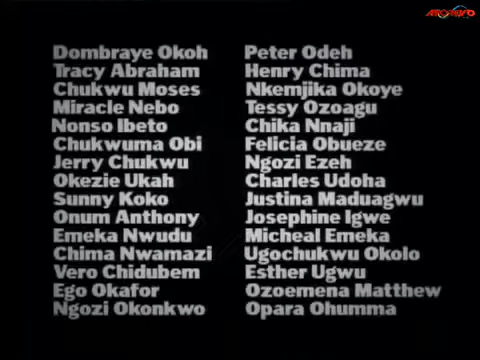 Dombraye Okoh
Tracy Abraham
Chukwu Moses
Miracle Nebo
Nonso Ibeto
Chukwuma Obi
Jerry Chukwu
Okezie Ukah
Sunny Koko
Onum Anthony
Emeka Nwudu
Chima Nwamazi
Vero Chidubem
Ego Okafor
Ngozi Okonkwo
Peter Odeh
Henry Chima
Nkemjika Okoye
Tessy Ozoagu
Chika Nnaji
Felicia Obueze
Ngozi Ezeh
Charles Udoha
Justina Maduagwu
Josephine Igwe
Micheal Emeka
Ugochukwu Okolo
Esther Ugwu
Ozoemena Matthew
Opara Ohumma